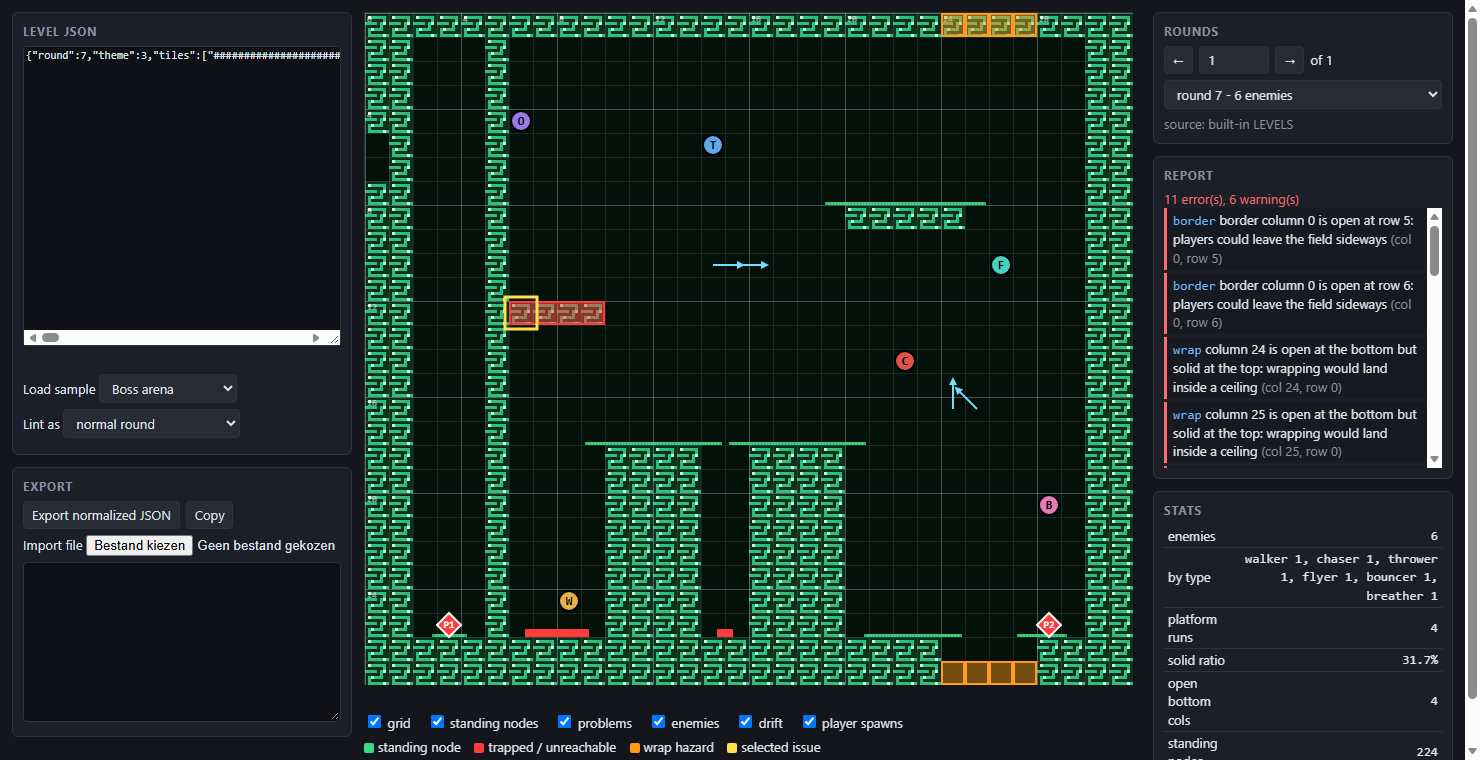 LEVEL JSON
{"round":7,"theme":3,"tiles":["######################
Load sample Boss arena
Lint as normal round
EXPORT
Export normalized JSON Copy
Import file Bestand kiezen Geen bestand gekozen
O
T
F
C
B
W
P1
P2
grid standing nodes problems enemies drift player spawns
standing node trapped / unreachable wrap hazard selected issue
ROUNDS
← 1 → of 1
round 7 - 6 enemies
source: built-in LEVELS
REPORT
11 error(s), 6 warning(s)
border border column 0 is open at row 5:
players could leave the field sideways (col
0, row 5)
border border column 0 is open at row 6:
players could leave the field sideways (col
0, row 6)
wrap column 24 is open at the bottom but
solid at the top: wrapping would land
inside a ceiling (col 24, row 0)
wrap column 25 is open at the bottom but
solid at the top: wrapping would land
inside a ceiling (col 25, row 0)
STATS
enemies 6
by type walker 1, chaser 1, thrower
1, flyer 1, bouncer 1,
breather 1
platform
runs 4
solid ratio 31.7%
open
bottom
cols 4
standing
nodes 224